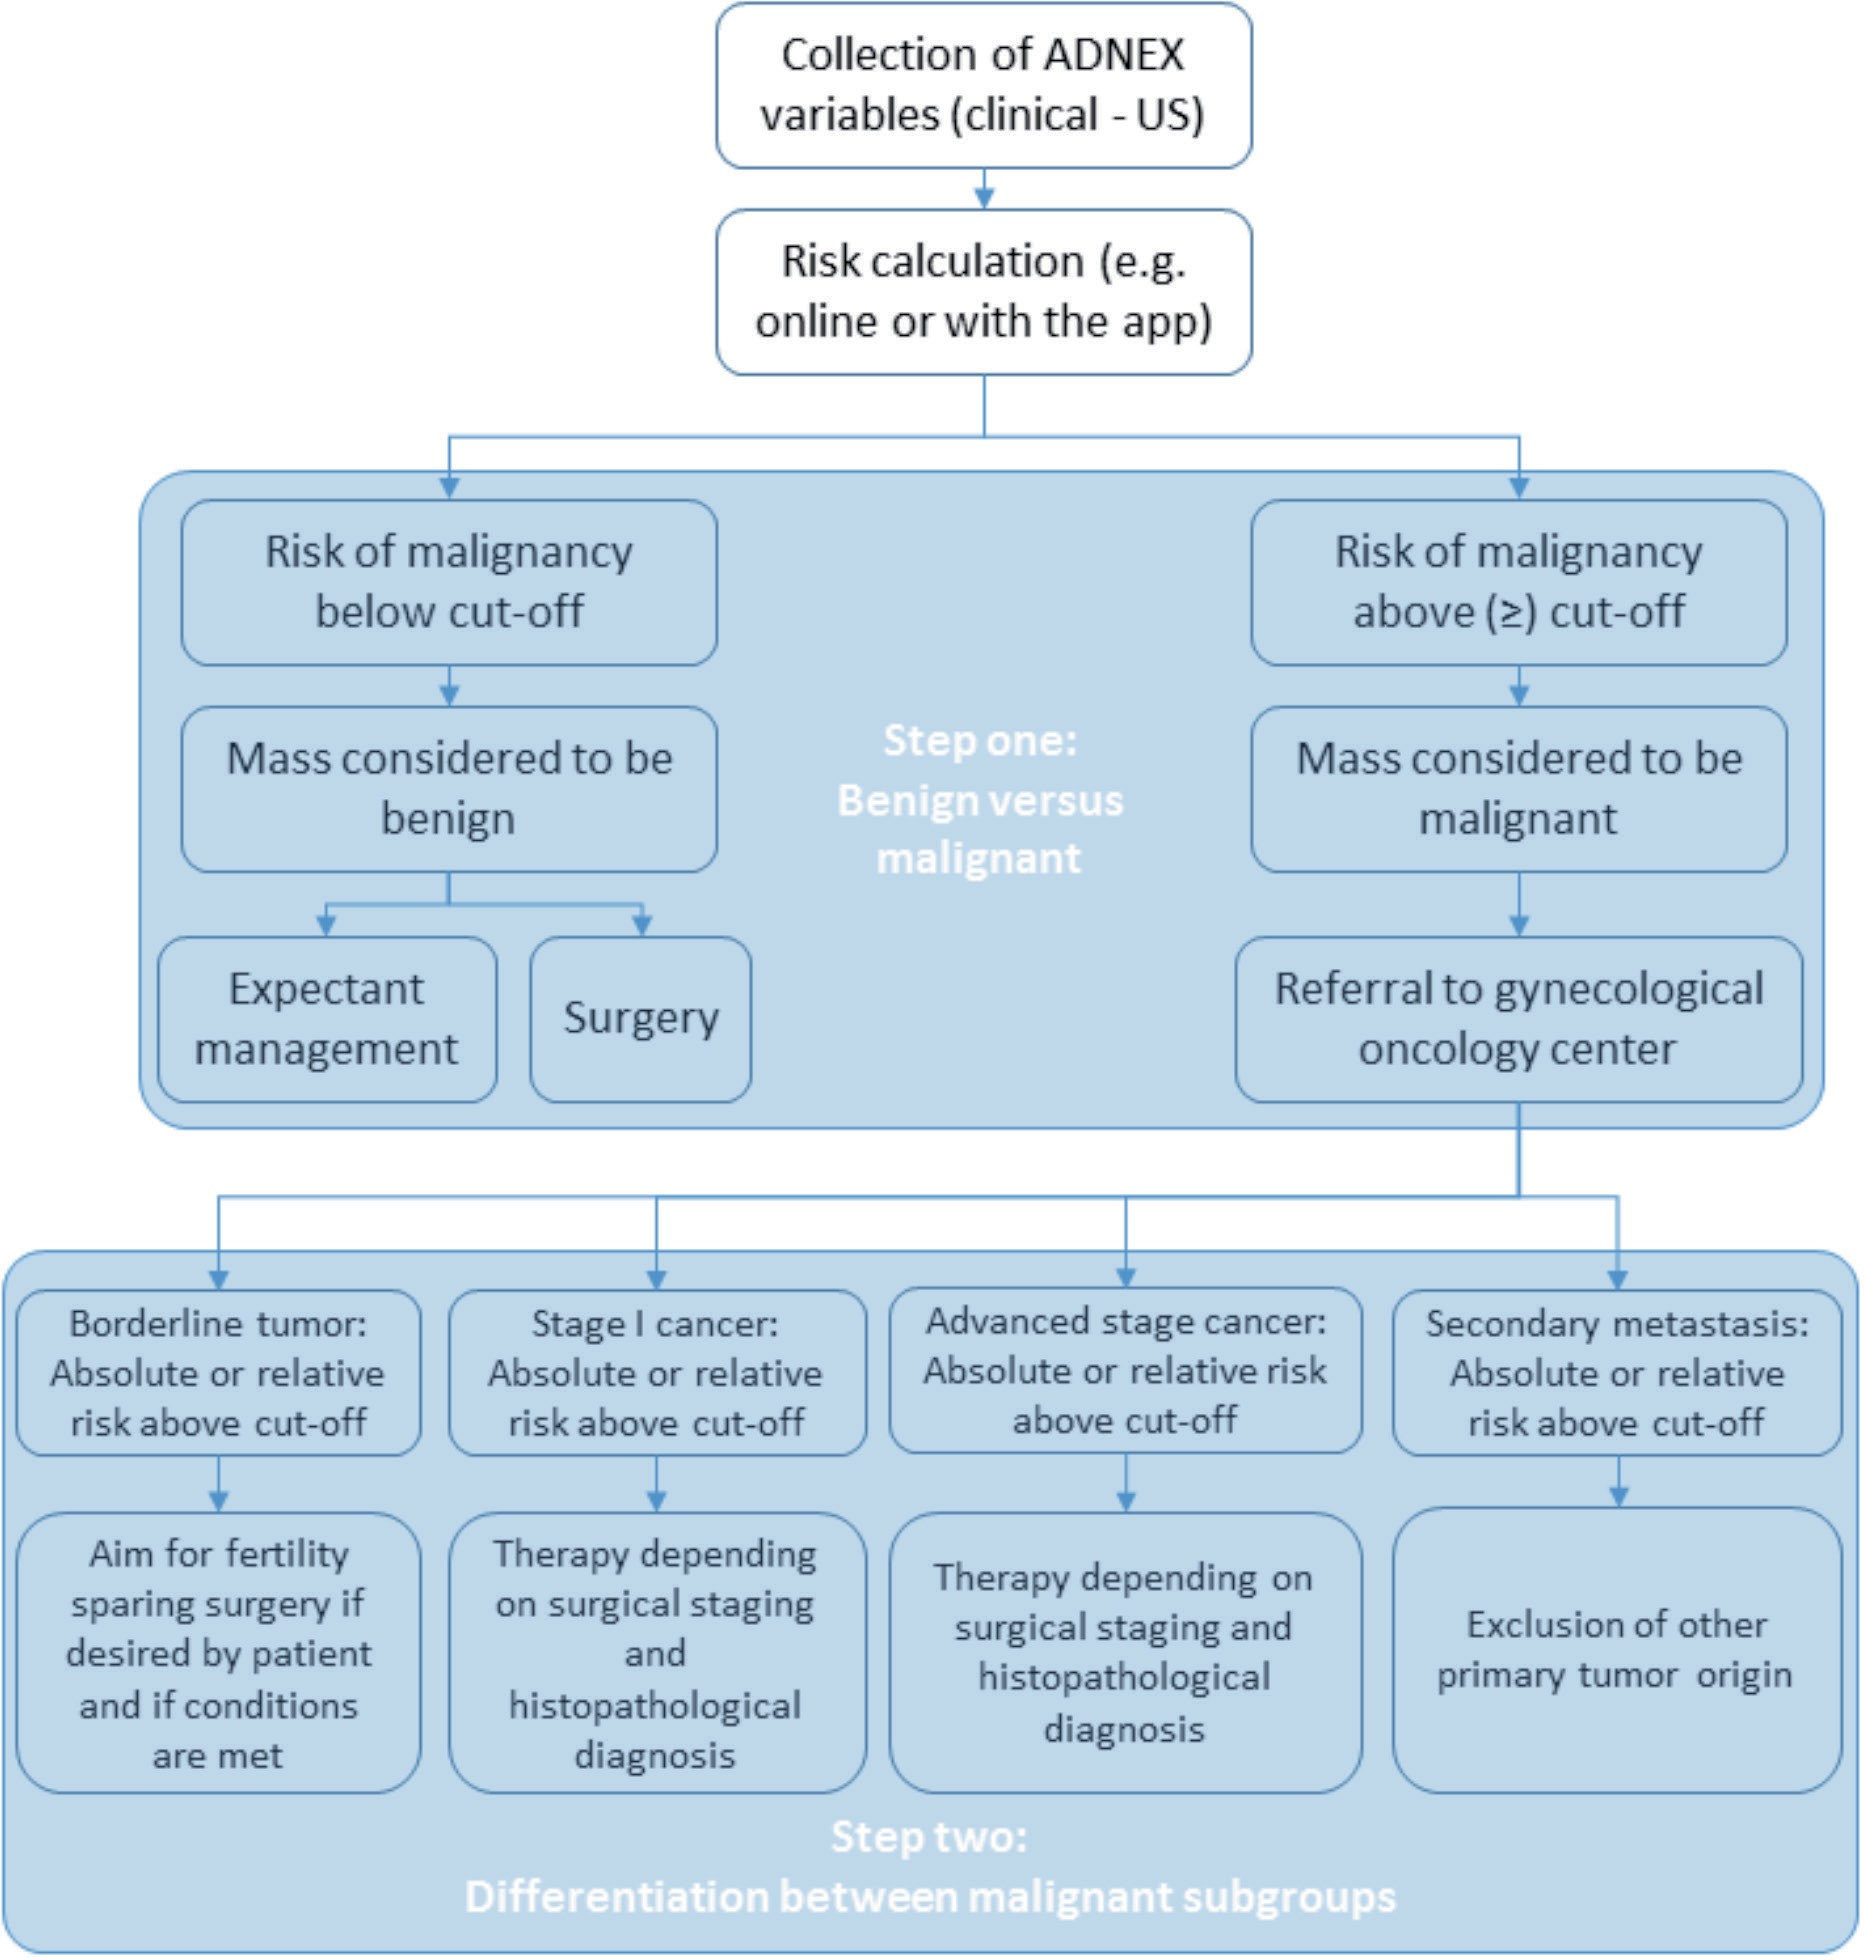 Collection of ADNEX
variables (clinical - US)
Risk calculation (e.g.
online or with the app)
Risk of malignancy
below cut-off
Risk of malignancy
above (≥) cut-off
Mass considered to be
benign
Step one:
Benign versus
malignant
Mass considered to be
malignant
Expectant
management
Surgery
Referral to gynecological
oncology center
Borderline tumor:
Absolute or relative
risk above cut-off
Stage I cancer:
Absolute or relative
risk above cut-off
Advanced stage cancer:
Absolute or relative risk
above cut-off
Secondary metastasis:
Absolute or relative
risk above cut-off
Aim for fertility
sparing surgery if
desired by patient
and if conditions
are met
Therapy depending
on surgical staging
and
histopathological
diagnosis
Therapy depending on
surgical staging and
histopathological
diagnosis
Exclusion of other
primary tumor origin
Step two:
Differentiation between malignant subgroups